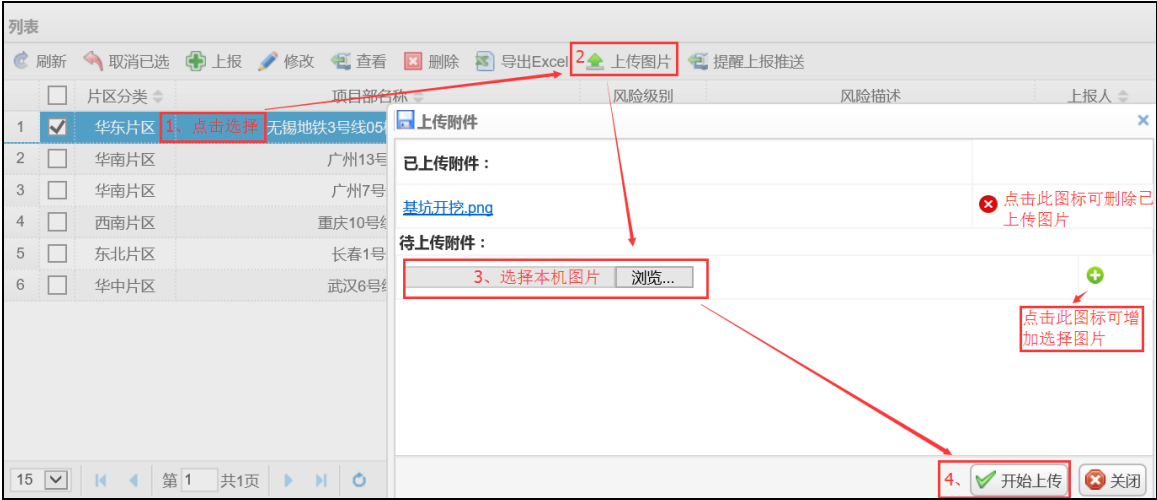 列表
刷新 取消已选 上报 修改 查看 删除 导出Excel 2 上传图片 提醒上报推送
片区分类 项目部名称 风险级别 风险描述 上报人
1 华东片区 1、点击选择 无锡地铁3号线05
2 华南片区 广州13号
3 华南片区 广州7号
4 西南片区 重庆10号线
5 东北片区 长春1号
6 华中片区 武汉6号线
上传附件
已上传附件：
基坑开挖.png
点击此图标可删除已
上传图片
待上传附件：
3、选择本机图片 浏览...
点击此图标可增
加选择图片
15 第 1 共1页
4、 开始上传 关闭